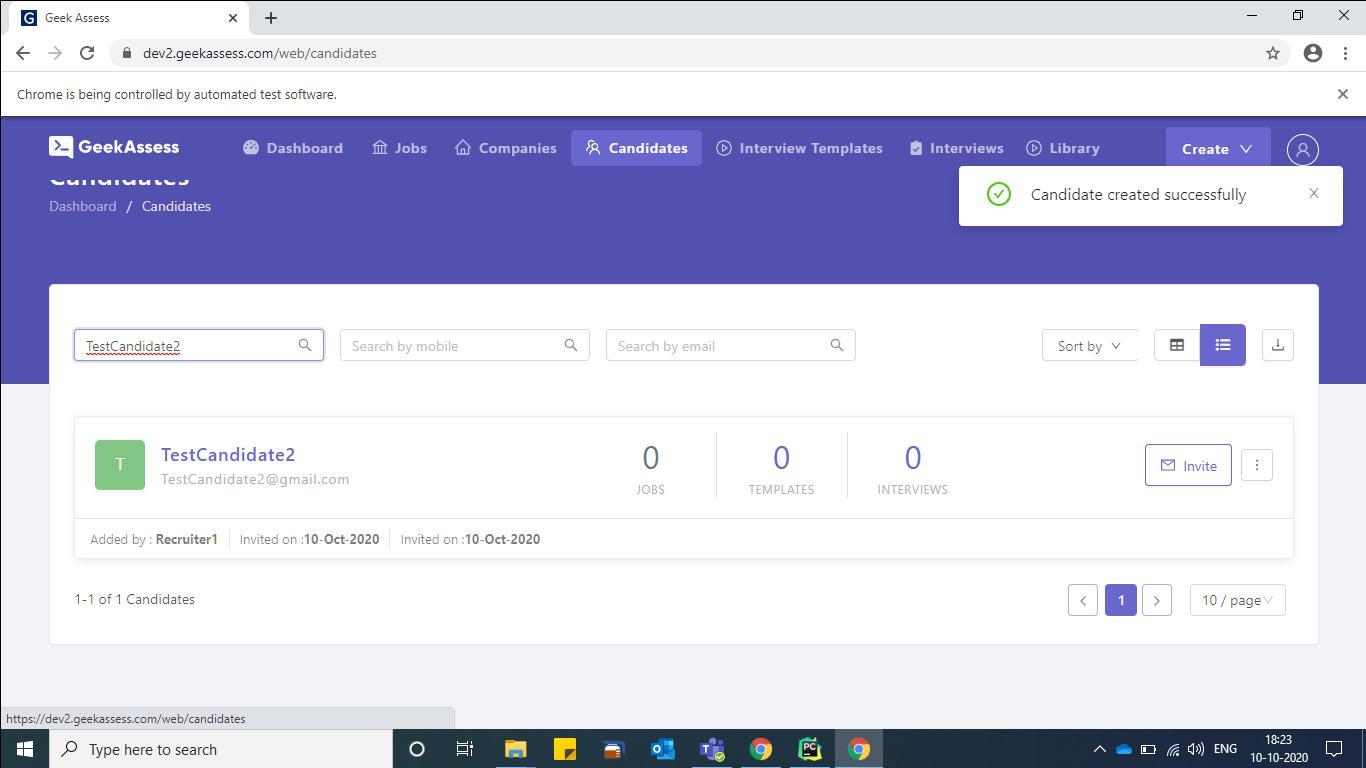 Geek Assess
dev2.geekassess.com/web/candidates
Chrome is being controlled by automated test software.
GeekAssess Dashboard Jobs Companies Candidates Interview Templates Interviews Library Create
Candidates
Candidate created successfully
Dashboard / Candidates
TestCandidate2 Search by mobile Search by email Sort by
T TestCandidate2 0 0 0 Invite
TestCandidate2@gmail.com JOBS TEMPLATES INTERVIEWS
Added by : Recruiter1 Invited on :10-Oct-2020 Invited on :10-Oct-2020
1-1 of 1 Candidates 1 10 / page
https://dev2.geekassess.com/web/candidates
Type here to search ENG 18:23
10-10-2020